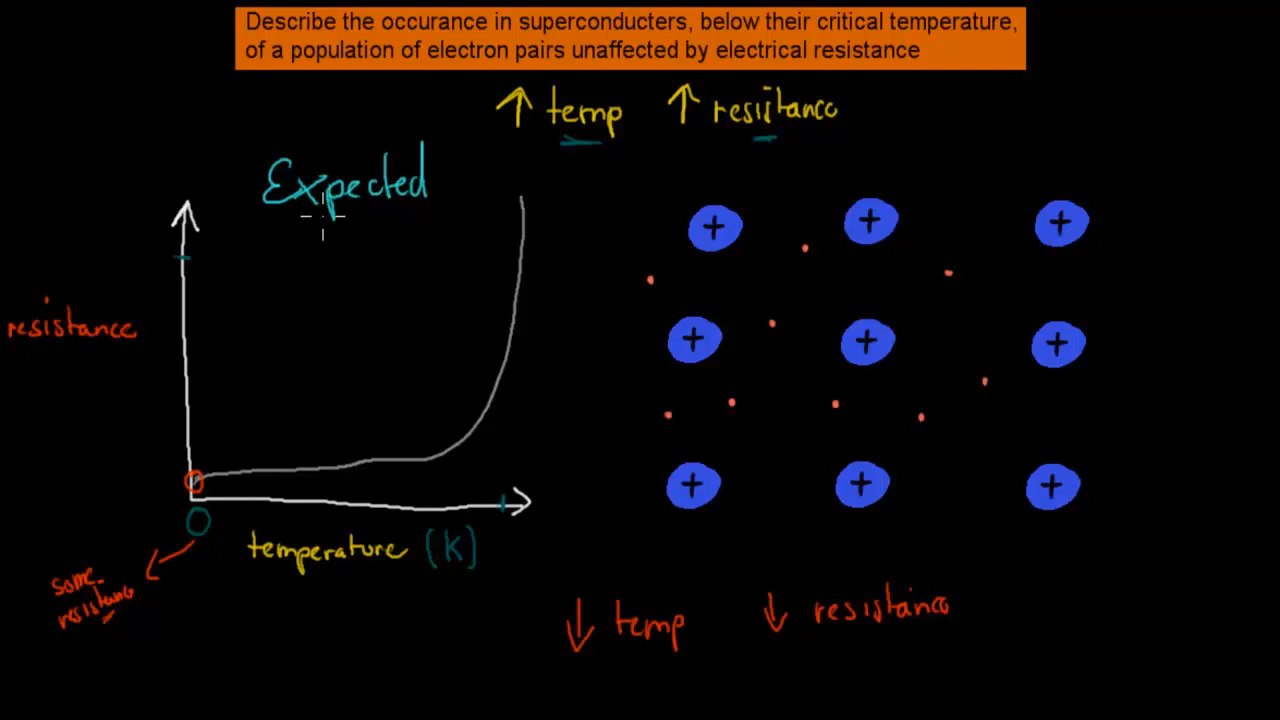 Describe the occurance in superconducters, below their critical temperature,
of a population of electron pairs unaffected by electrical resistance
↑ temp ↑ resistance
Expected
+ + +
resistance
+ + +
+ + +
O
temperature (K)
some
resistance
↓ temp ↓ resistance